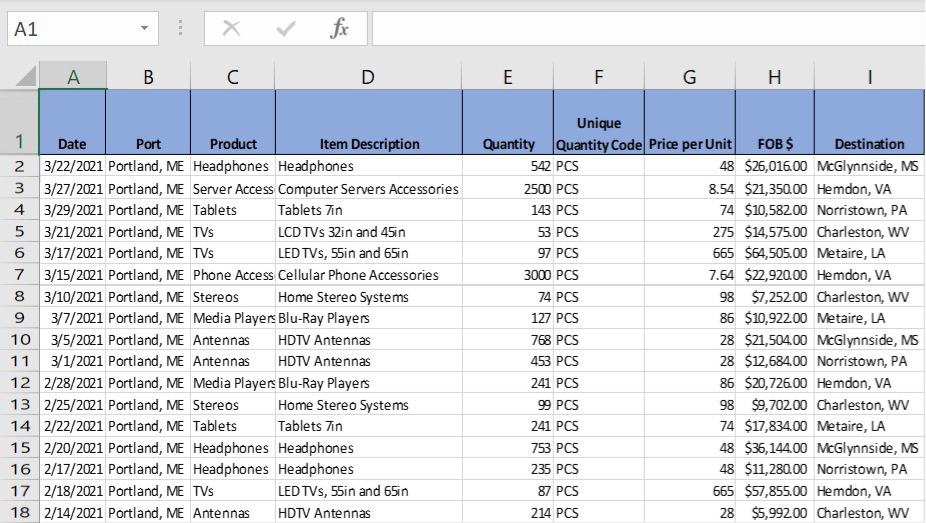 A1 fx
A B C D E F G H I
1 Date Port Product Item Description Quantity Unique Quantity Code Price per Unit FOB $ Destination
2 3/22/2021 Portland, ME Headphones Headphones 542 PCS 48 $26,016.00 McGlynnside, MS
3 3/27/2021 Portland, ME Server Access Computer Servers Accessories 2500 PCS 8.54 $21,350.00 Hemdon, VA
4 3/29/2021 Portland, ME Tablets Tablets 7in 143 PCS 74 $10,582.00 Norristown, PA
5 3/21/2021 Portland, ME TVs LCD TVs 32in and 45in 53 PCS 275 $14,575.00 Charleston, WV
6 3/17/2021 Portland, ME TVs LED TVs, 55in and 65in 97 PCS 665 $64,505.00 Metaire, LA
7 3/15/2021 Portland, ME Phone Access Cellular Phone Accessories 3000 PCS 7.64 $22,920.00 Hemdon, VA
8 3/10/2021 Portland, ME Stereos Home Stereo Systems 74 PCS 98 $7,252.00 Charleston, WV
9 3/7/2021 Portland, ME Media Players Blu-Ray Players 127 PCS 86 $10,922.00 Metaire, LA
10 3/5/2021 Portland, ME Antennas HDTV Antennas 768 PCS 28 $21,504.00 McGlynnside, MS
11 3/1/2021 Portland, ME Antennas HDTV Antennas 453 PCS 28 $12,684.00 Norristown, PA
12 2/28/2021 Portland, ME Media Players Blu-Ray Players 241 PCS 86 $20,726.00 Hemdon, VA
13 2/25/2021 Portland, ME Stereos Home Stereo Systems 99 PCS 98 $9,702.00 Charleston, WV
14 2/22/2021 Portland, ME Tablets Tablets 7in 241 PCS 74 $17,834.00 Metaire, LA
15 2/20/2021 Portland, ME Headphones Headphones 753 PCS 48 $36,144.00 McGlynnside, MS
16 2/17/2021 Portland, ME Headphones Headphones 235 PCS 48 $11,280.00 Norristown, PA
17 2/18/2021 Portland, ME TVs LED TVs, 55in and 65in 87 PCS 665 $57,855.00 Hemdon, VA
18 2/14/2021 Portland, ME Antennas HDTV Antennas 214 PCS 28 $5,992.00 Charleston, WV